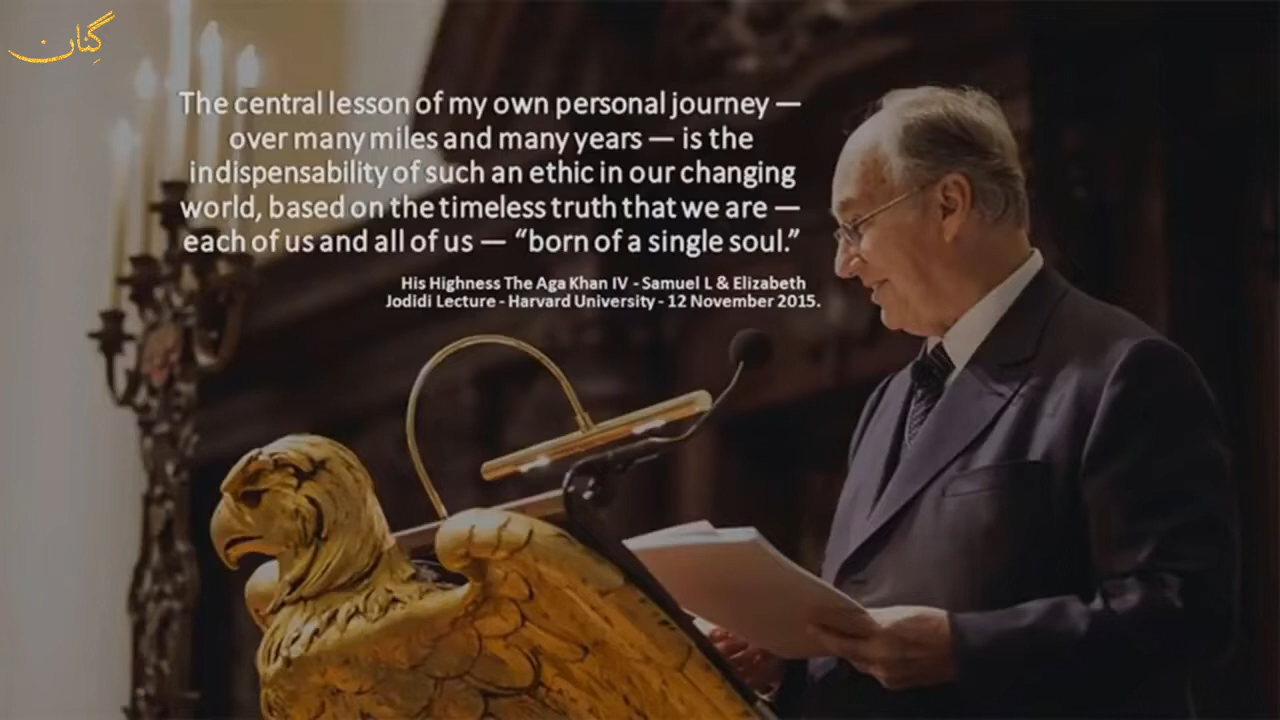 گنان
The central lesson of my own personal journey —
over many miles and many years — is the
indispensability of such an ethic in our changing
world, based on the timeless truth that we are —
each of us and all of us — “born of a single soul.”
His Highness The Aga Khan IV - Samuel L & Elizabeth
Jodidi Lecture - Harvard University - 12 November 2015.